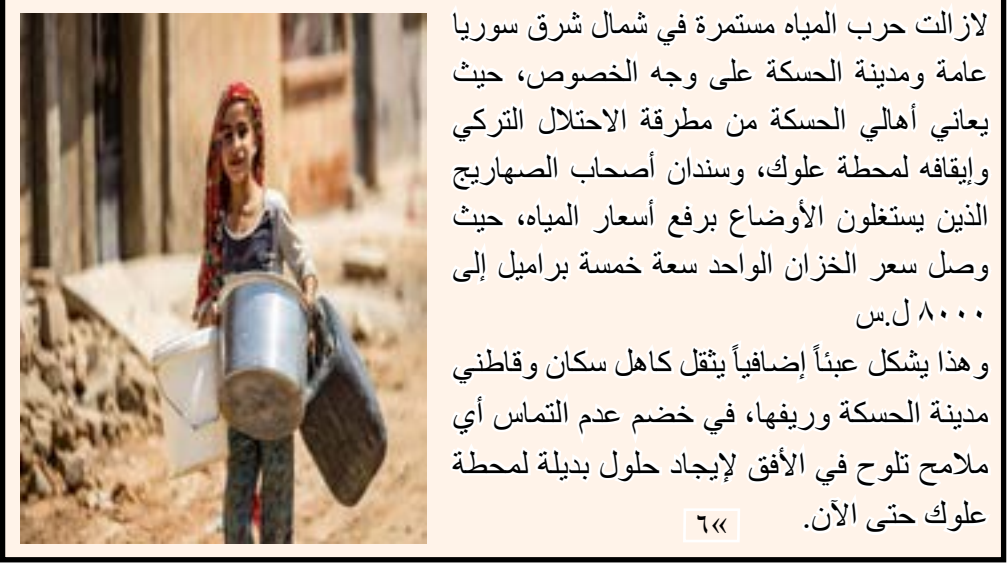 لازالت حرب المياه مستمرة في شمال شرق سوريا
عامة ومدينة الحسكة على وجه الخصوص، حيث
يعاني أهالي الحسكة من مطرقة الاحتلال التركي
وإيقافه لمحطة علوك، وسندان أصحاب الصهاريج
الذين يستغلون الأوضاع برفع أسعار المياه، حيث
وصل سعر الخزان الواحد سعة خمسة براميل إلى
٨٠٠٠ ل.س
وهذا يشكل عبئاً إضافياً يثقل كاهل سكان وقاطني
مدينة الحسكة وريفها، في خضم عدم التماس أي
ملامح تلوح في الأفق لإيجاد حلول بديلة لمحطة
علوك حتى الآن.
»٦